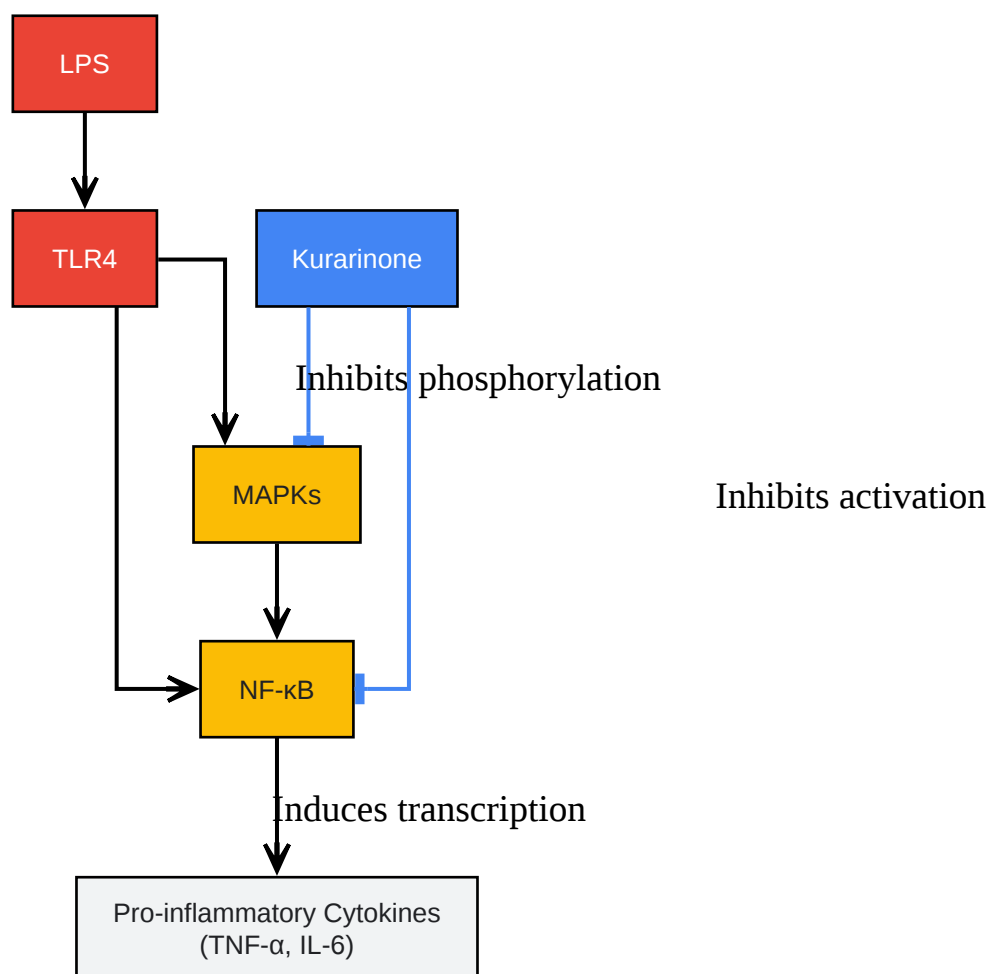 LPS
TLR4
Kurarinone
Inhibits phosphorylation
MAPKs
Inhibits activation
NF-κB
Induces transcription
Pro-inflammatory Cytokines
(TNF-α, IL-6)